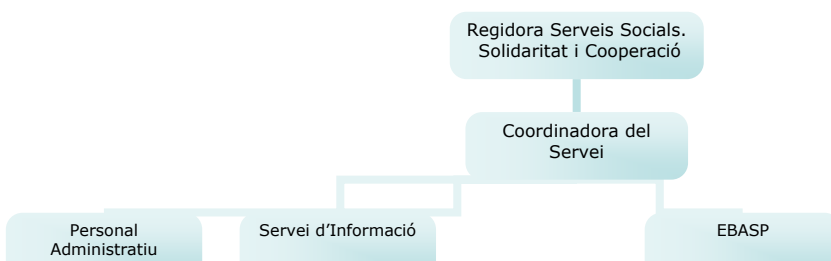 Regidora Serveis Socials.
Solidaritat i Cooperació
Coordinadora del
Servei
Personal
Administratiu
Servei d'Informació
EBASP